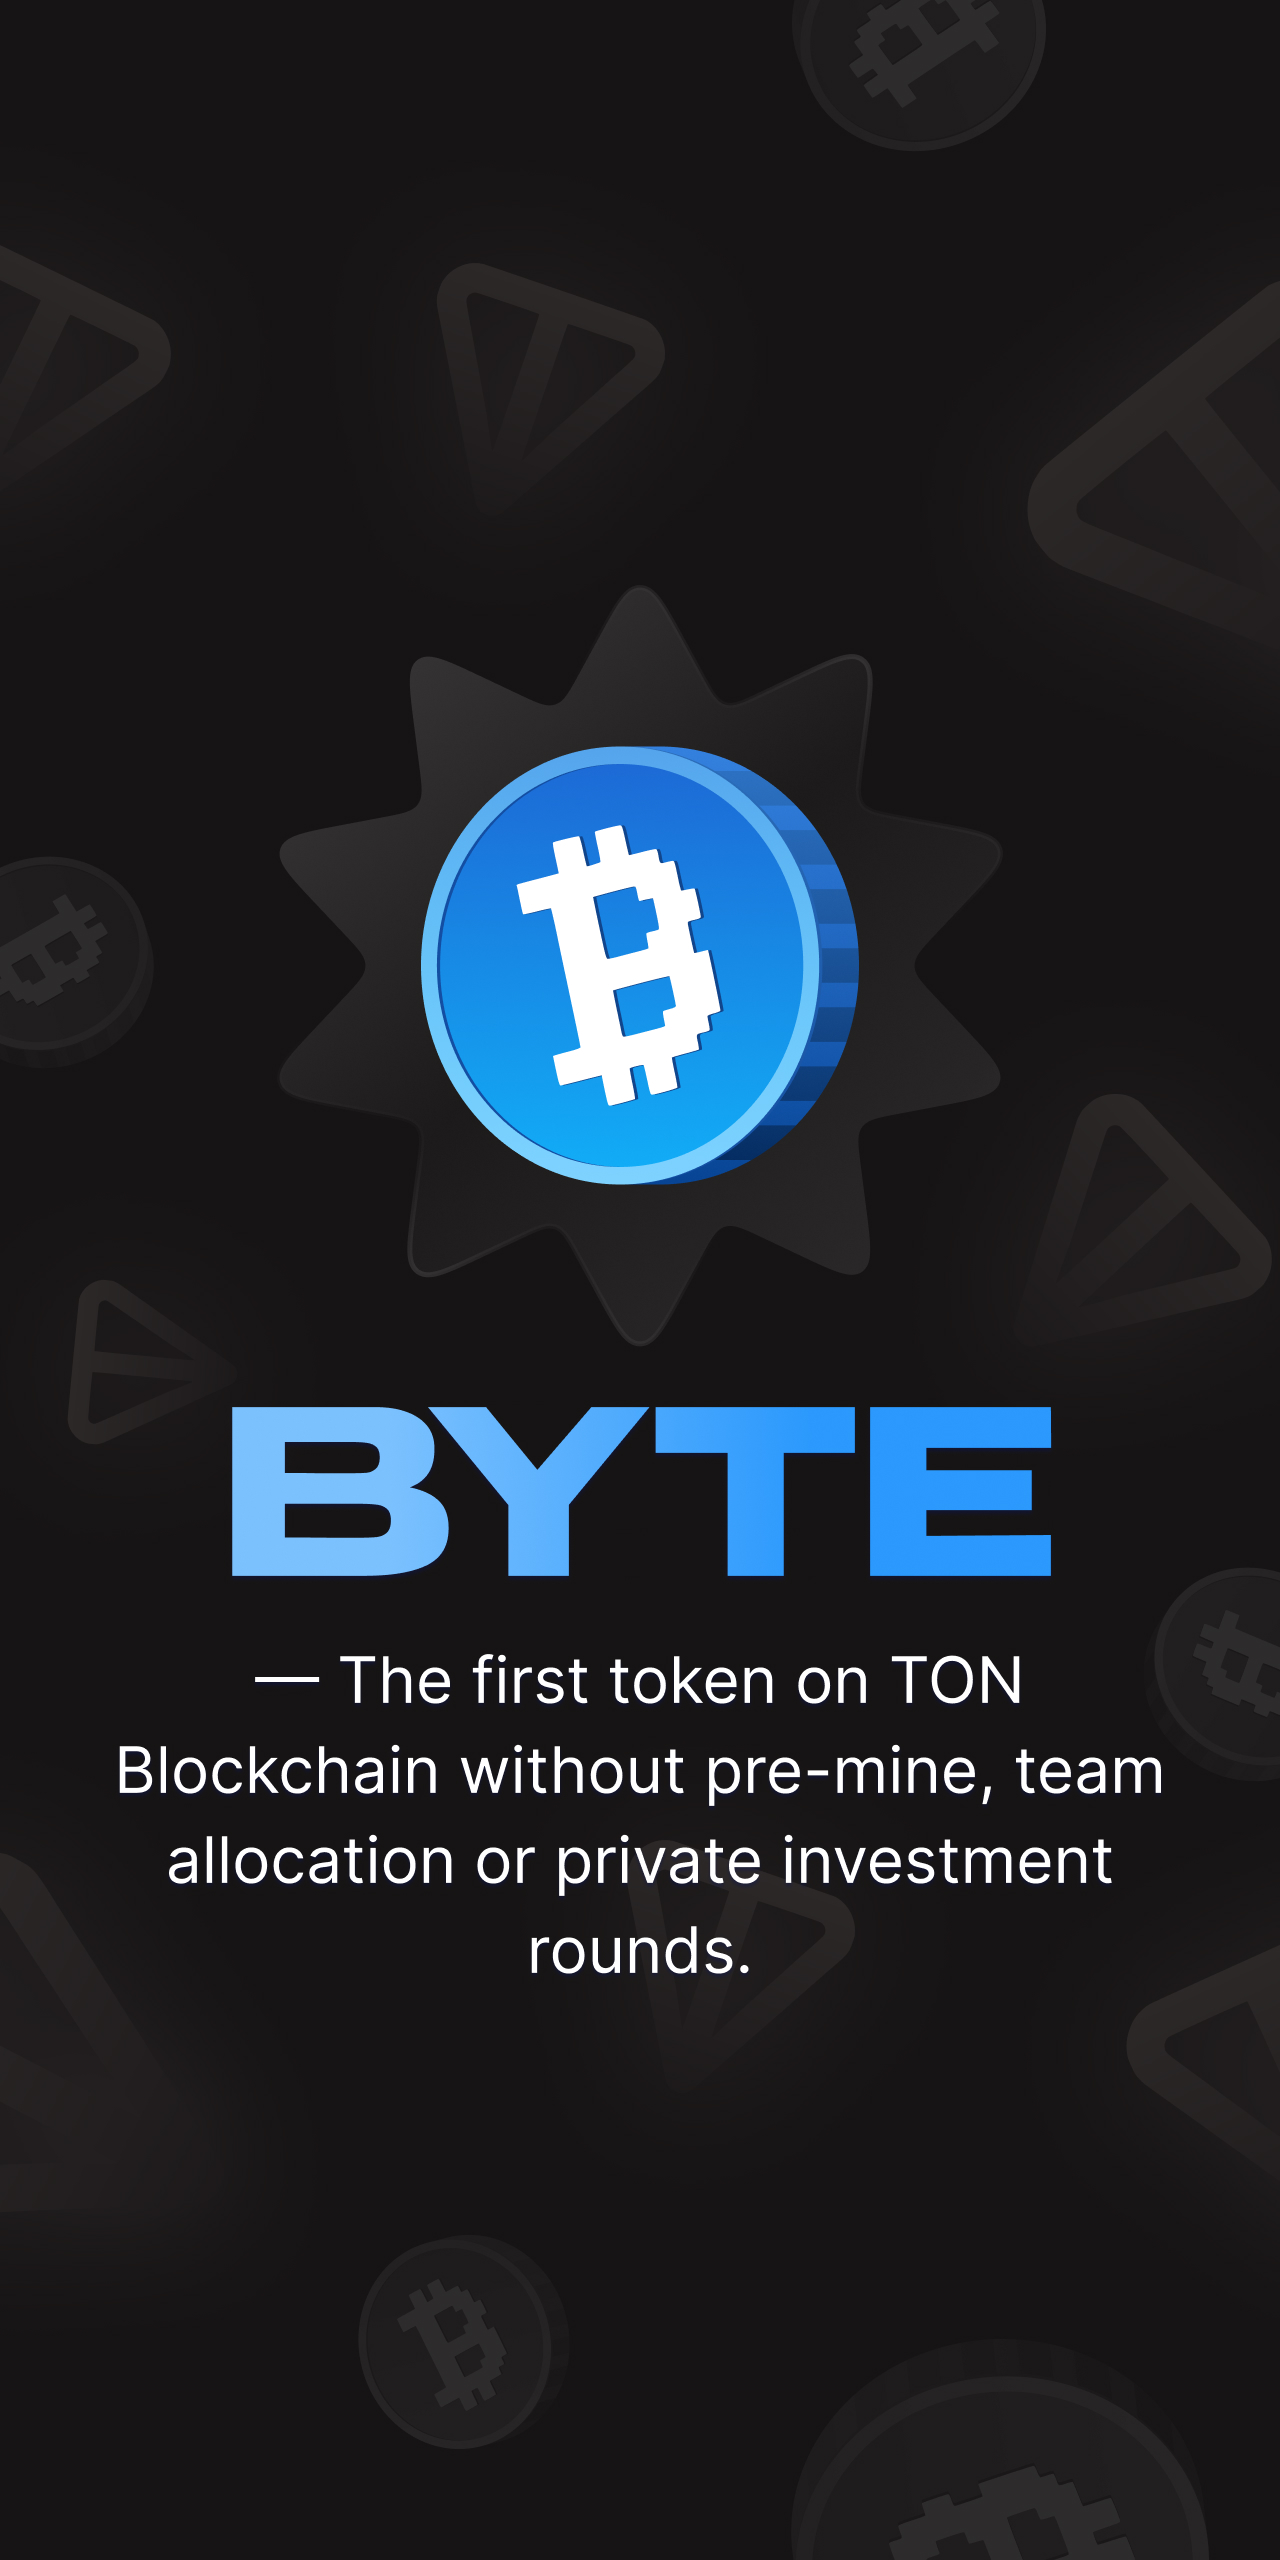 BYTE
— The first token on TON
Blockchain without pre-mine, team
allocation or private investment
rounds.